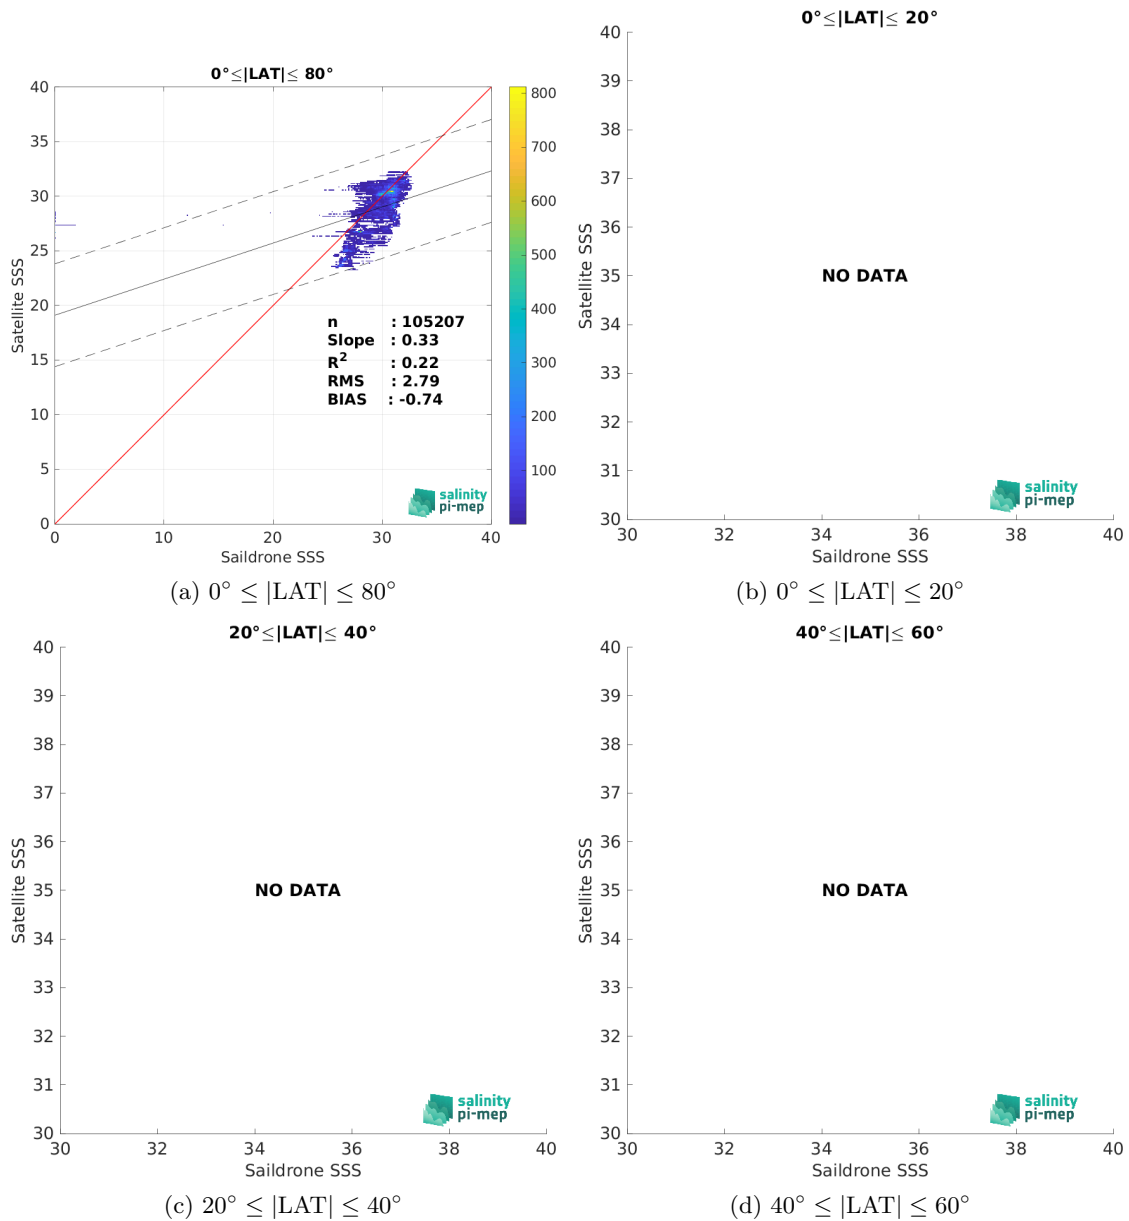 0°≤|LAT|≤ 80°
40
35
30
25
20
15
10
5
0
Satellite SSS
0
10
20
30
40
Saildrone SSS
n : 105207
Slope : 0.33
R2 : 0.22
RMS : 2.79
BIAS : -0.74
800
700
600
500
400
300
200
100
salinity
pi-mep
(a) 0° ≤ |LAT| ≤ 80°
0°≤|LAT|≤ 20°
40
39
38
37
36
35
34
33
32
31
30
Satellite SSS
NO DATA
salinity
pi-mep
30
32
34
36
38
40
Saildrone SSS
(b) 0° ≤ |LAT| ≤ 20°
20°≤|LAT|≤ 40°
40
39
38
37
36
35
34
33
32
31
30
Satellite SSS
NO DATA
salinity
pi-mep
30
32
34
36
38
40
Saildrone SSS
(c) 20° ≤ |LAT| ≤ 40°
40°≤|LAT|≤ 60°
40
39
38
37
36
35
34
33
32
31
30
Satellite SSS
NO DATA
salinity
pi-mep
30
32
34
36
38
40
Saildrone SSS
(d) 40° ≤ |LAT| ≤ 60°